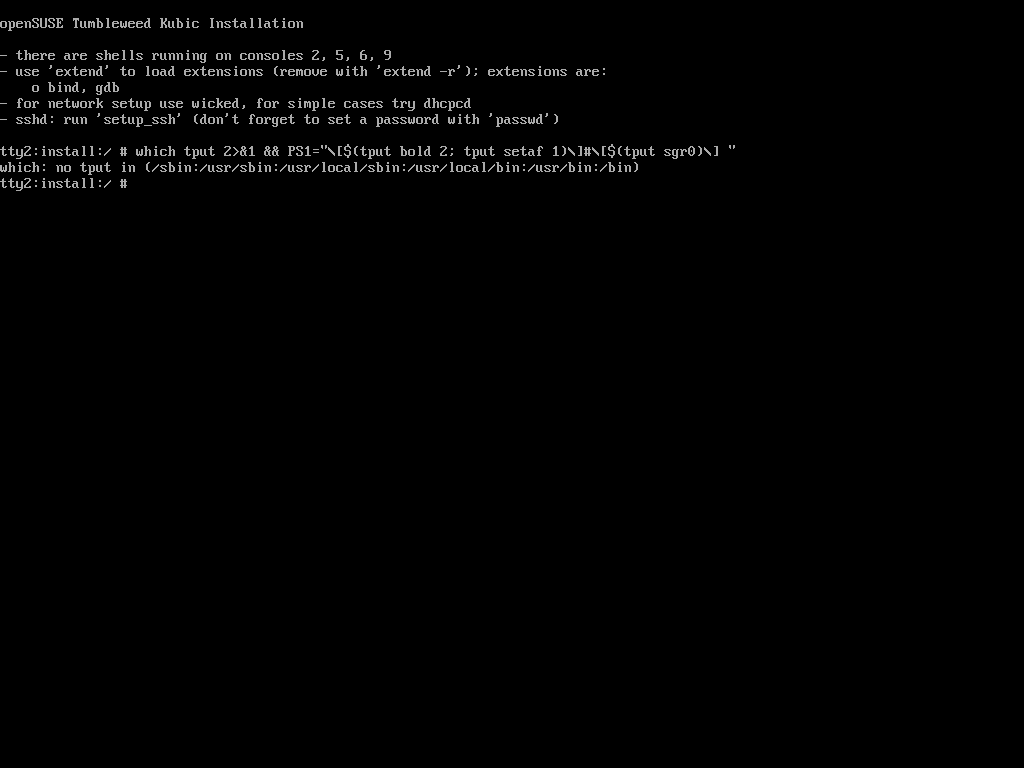 openSUSE Tumbleweed Kubic Installation
- there are shells running on consoles 2, 5, 6, 9
- use 'extend' to load extensions (remove with 'extend -r'); extensions are:
o bind, gdb
- for network setup use wicked, for simple cases try dhcpcd
- sshd: run 'setup_ssh' (don't forget to set a password with 'passwd')
tty2:install:/ # which tput 2>&1 && PS1="\[$(tput bold 2; tput setaf 1)\]#\[$(tput sgr0)\] "
which: no tput in (/sbin:/usr/sbin:/usr/local/sbin:/usr/local/bin:/usr/bin:/bin)
tty2:install:/ #